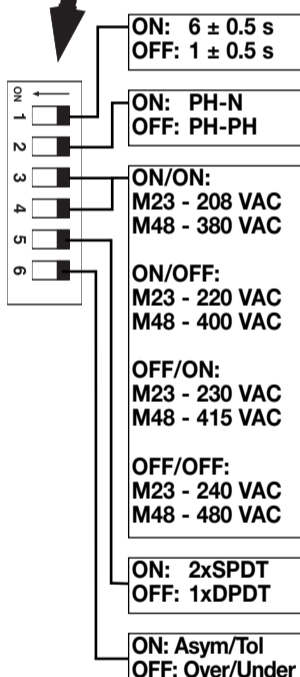 ON: 6 ± 0.5 s
OFF: 1 ± 0.5 s
ON
1
2
3
4
5
6
ON: PH-N
OFF: PH-PH
ON/ON:
M23 - 208 VAC
M48 - 380 VAC
ON/OFF:
M23 - 220 VAC
M48 - 400 VAC
OFF/ON:
M23 - 230 VAC
M48 - 415 VAC
OFF/OFF:
M23 - 240 VAC
M48 - 480 VAC
ON: 2xSPDT
OFF: 1xDPDT
ON: Asym/Tol
OFF: Over/Under